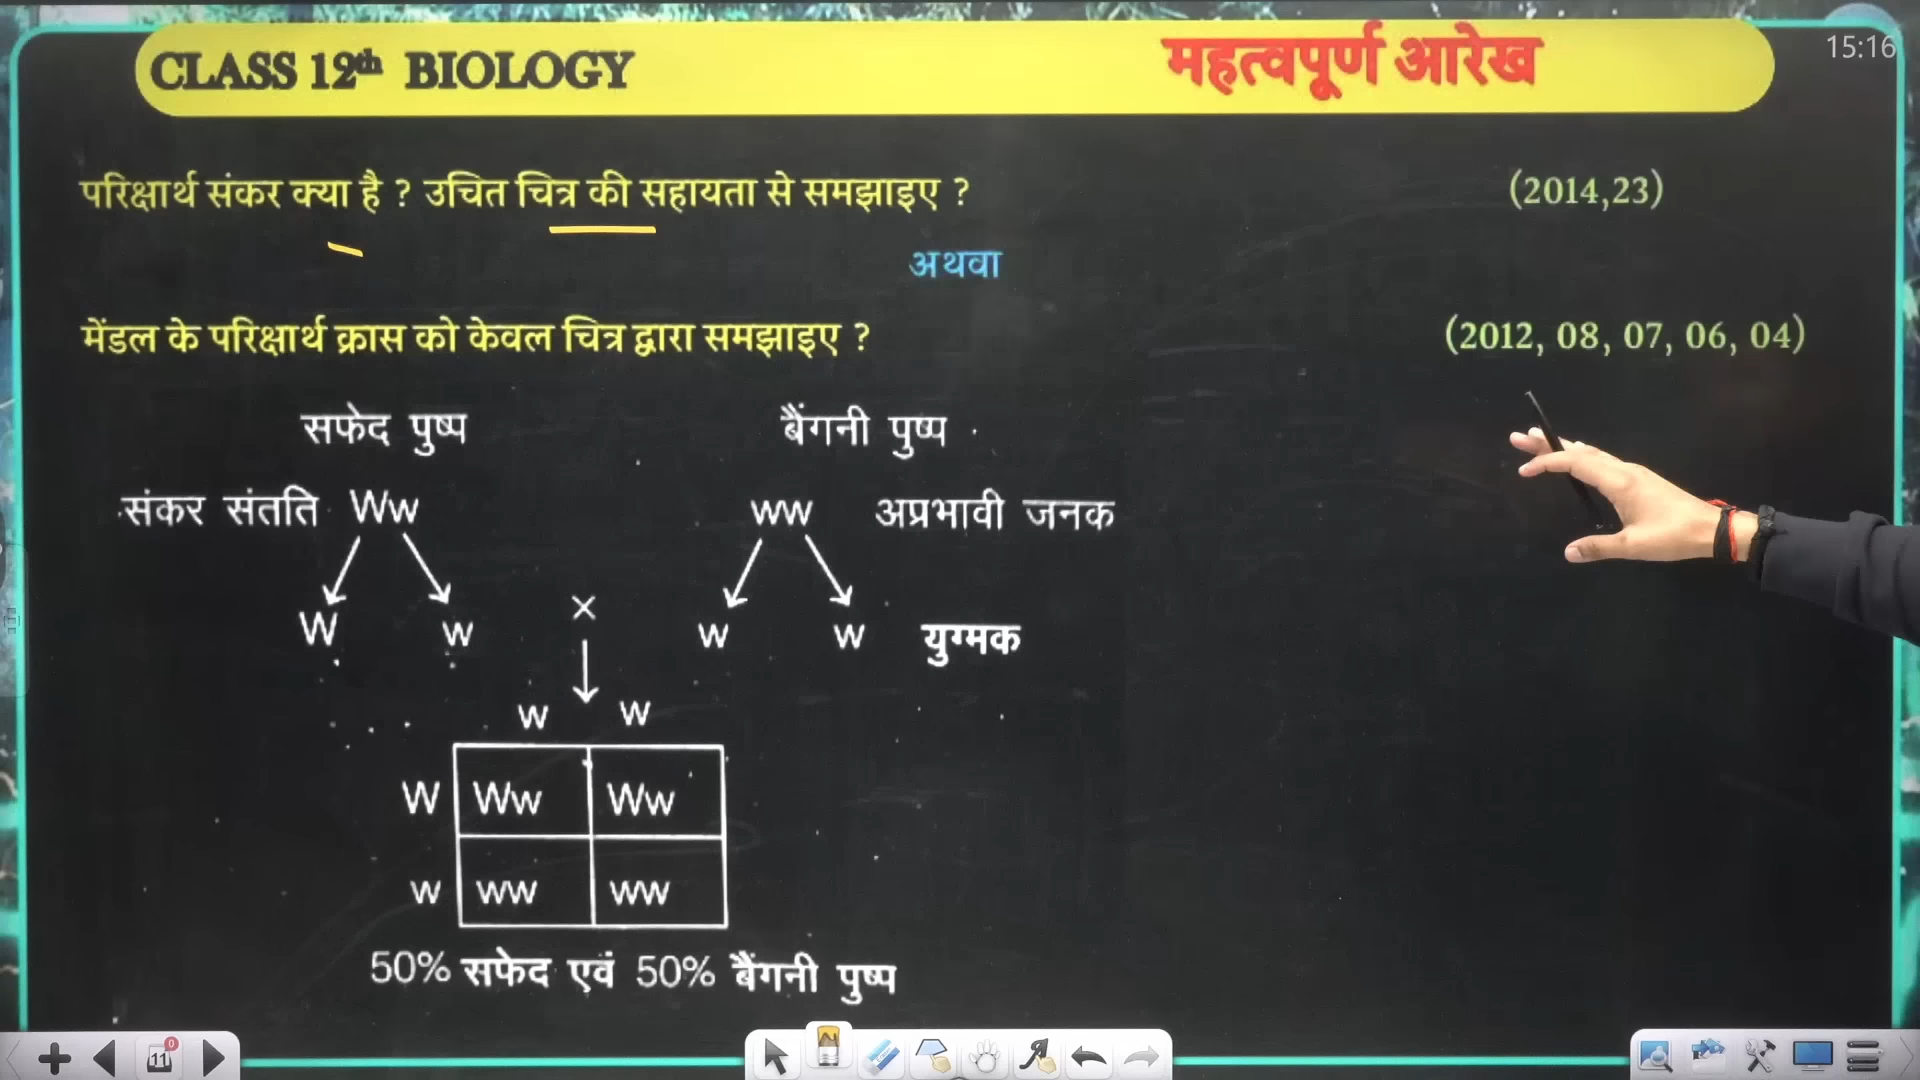 CLASS 12th BIOLOGY महत्वपूर्ण आरेख
15:16
परिक्षार्थ संकर क्या है ? उचित चित्र की सहायता से समझाइए ? (2014,23)
अथवा
मेंडल के परिक्षार्थ क्रास को केवल चित्र द्वारा समझाइए ? (2012, 08, 07, 06, 04)
सफेद पुष्प बैंगनी पुष्प
संकर संतति Ww ww अप्रभावी जनक
W w × w w युग्मक
w w
W Ww Ww
w ww ww
50% सफेद एवं 50% बैंगनी पुष्प
11 0